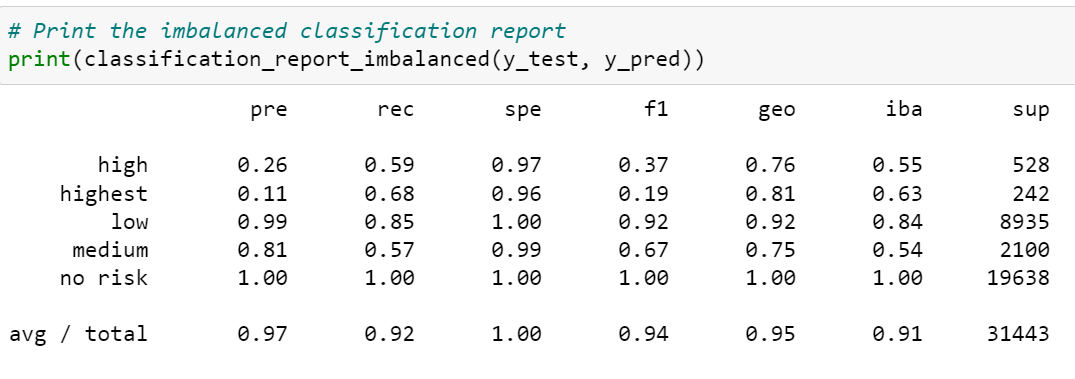 # Print the imbalanced classification report
print(classification_report_imbalanced(y_test, y_pred))
pre rec spe f1 geo iba sup
high 0.26 0.59 0.97 0.37 0.76 0.55 528
highest 0.11 0.68 0.96 0.19 0.81 0.63 242
low 0.99 0.85 1.00 0.92 0.92 0.84 8935
medium 0.81 0.57 0.99 0.67 0.75 0.54 2100
no risk 1.00 1.00 1.00 1.00 1.00 1.00 19638
avg / total 0.97 0.92 1.00 0.94 0.95 0.91 31443